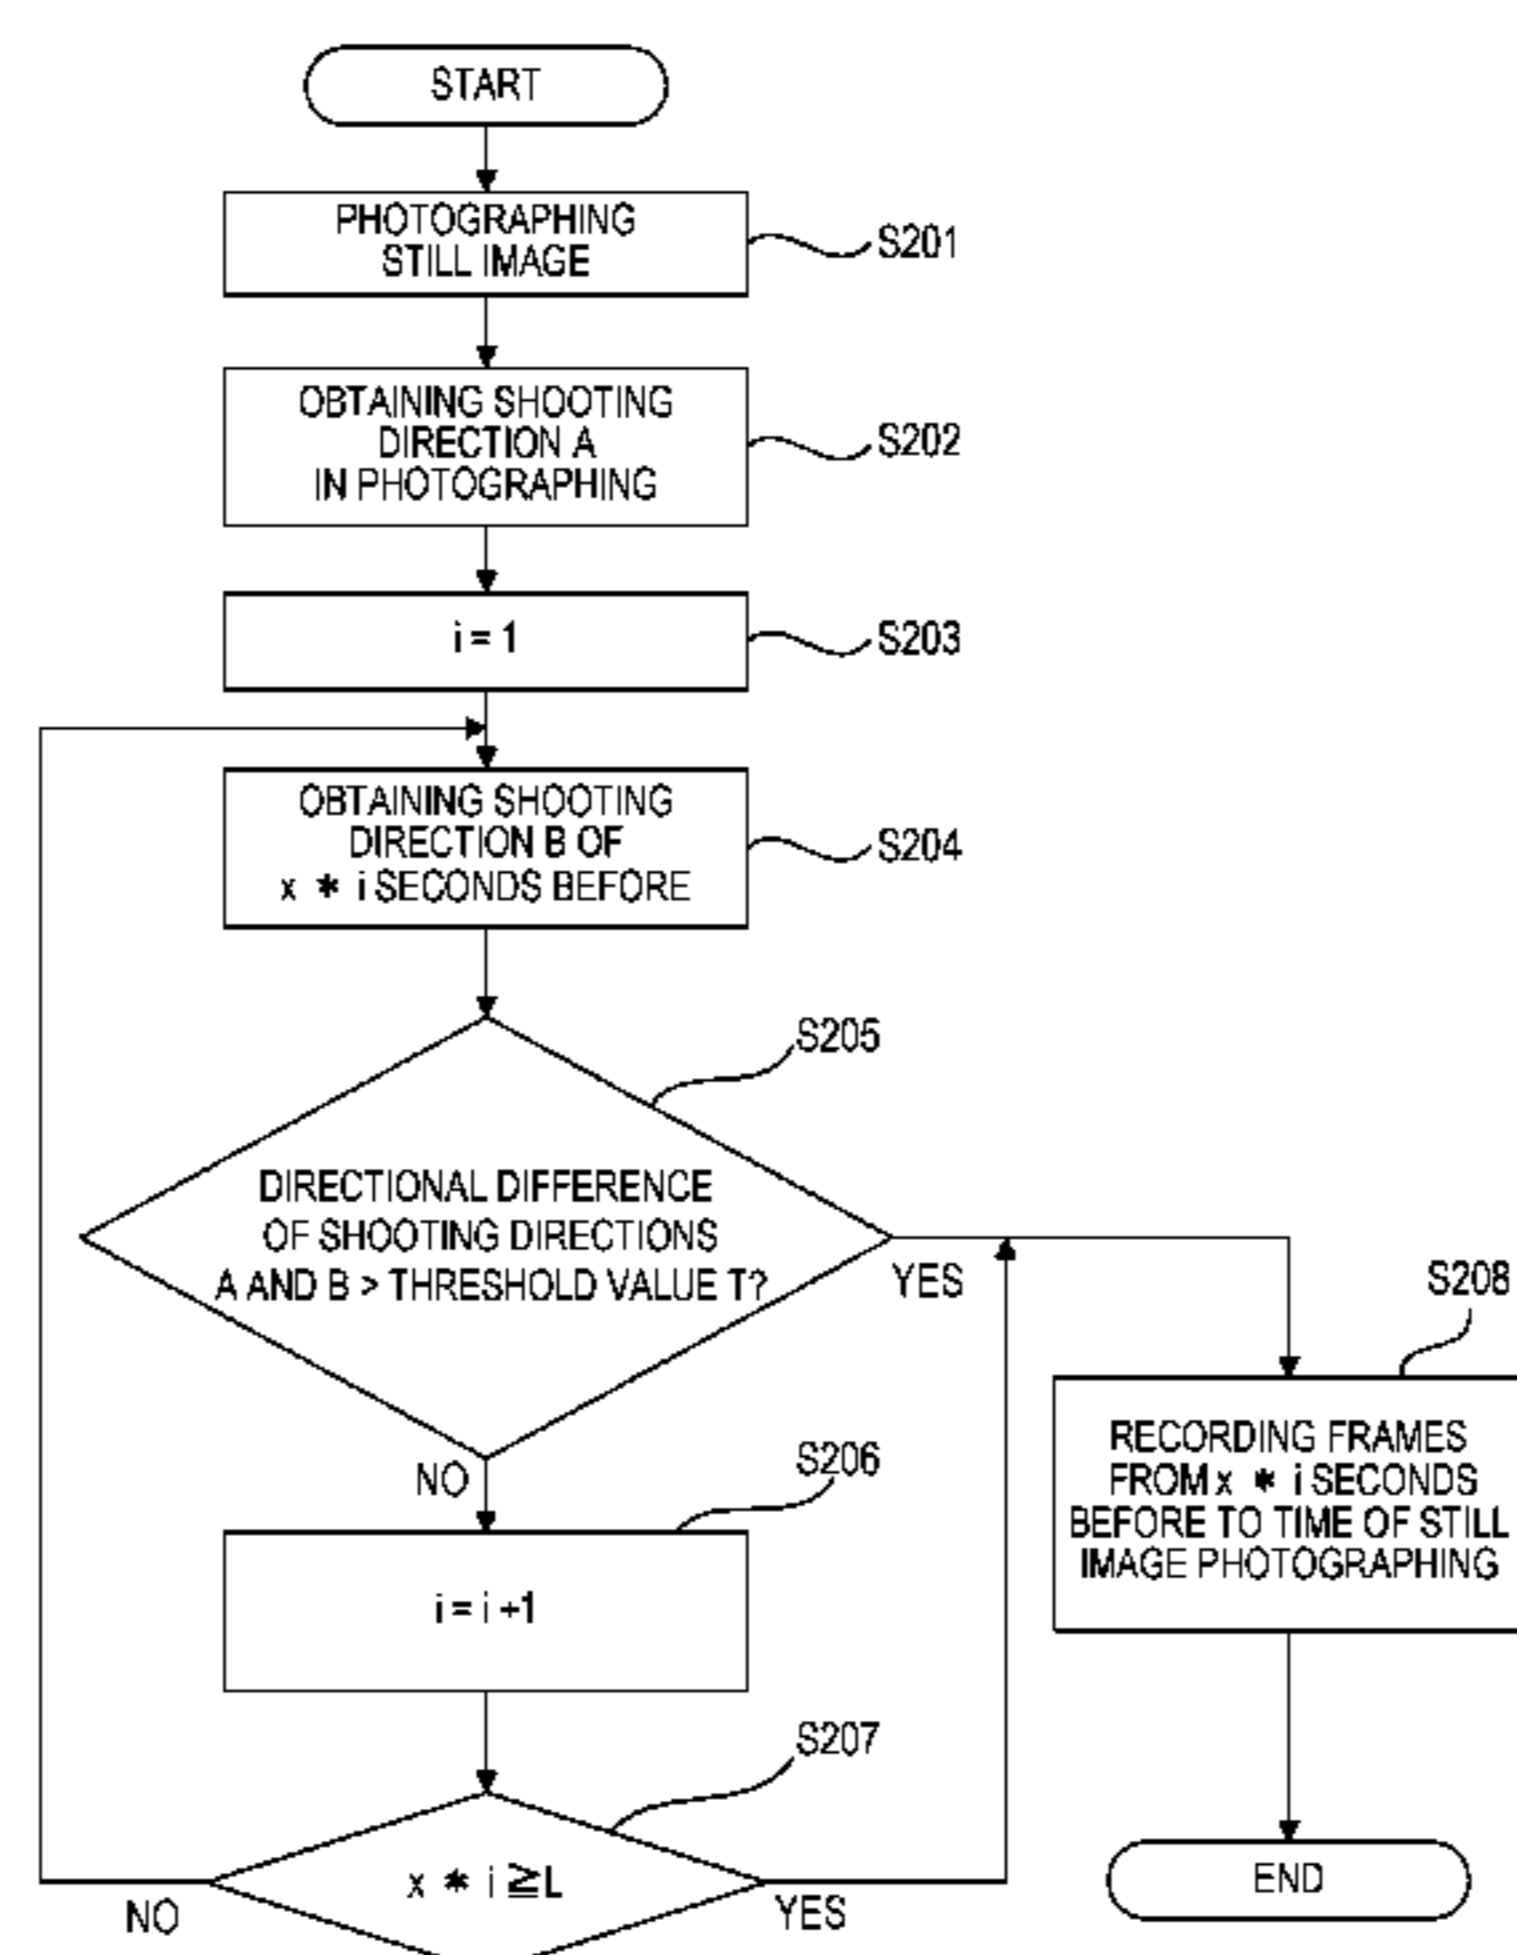 START
PHOTOGRAPHING
STILL IMAGE
S201
OBTAINING SHOOTING
DIRECTION A
IN PHOTOGRAPHING
S202
i = 1
S203
OBTAINING SHOOTING
DIRECTION B OF
x * i SECONDS BEFORE
S204
S205
DIRECTIONAL DIFFERENCE
OF SHOOTING DIRECTIONS
A AND B > THRESHOLD VALUE T?
YES
NO
S206
i = i +1
S207
x * i ≧L
NO
YES
S208
RECORDING FRAMES
FROM x * i SECONDS
BEFORE TO TIME OF STILL
IMAGE PHOTOGRAPHING
END